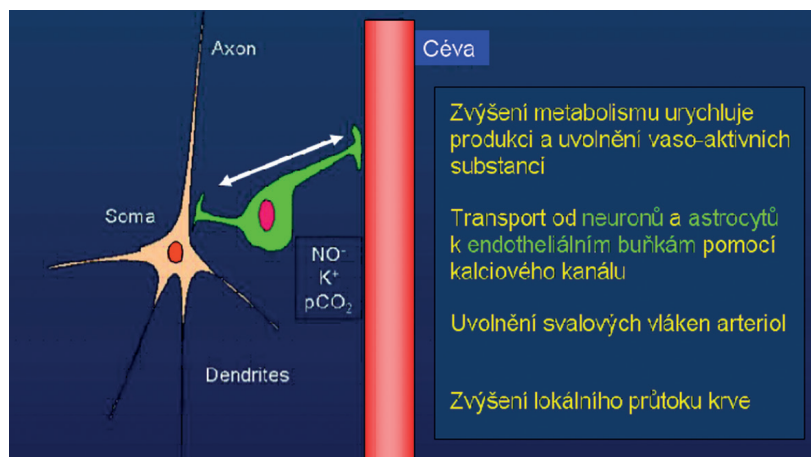 Axon
Céva
Soma
NO⁻
K⁺
pCO₂
Dendrites
Zvýšení metabolismu urychluje
produkci a uvolnění vaso-aktivních
substancí
Transport od neuronů a astrocytů
k endotheliálním buňkám pomocí
kalciového kanálu
Uvolnění svalových vláken arteriol
Zvýšení lokálního průtoku krve